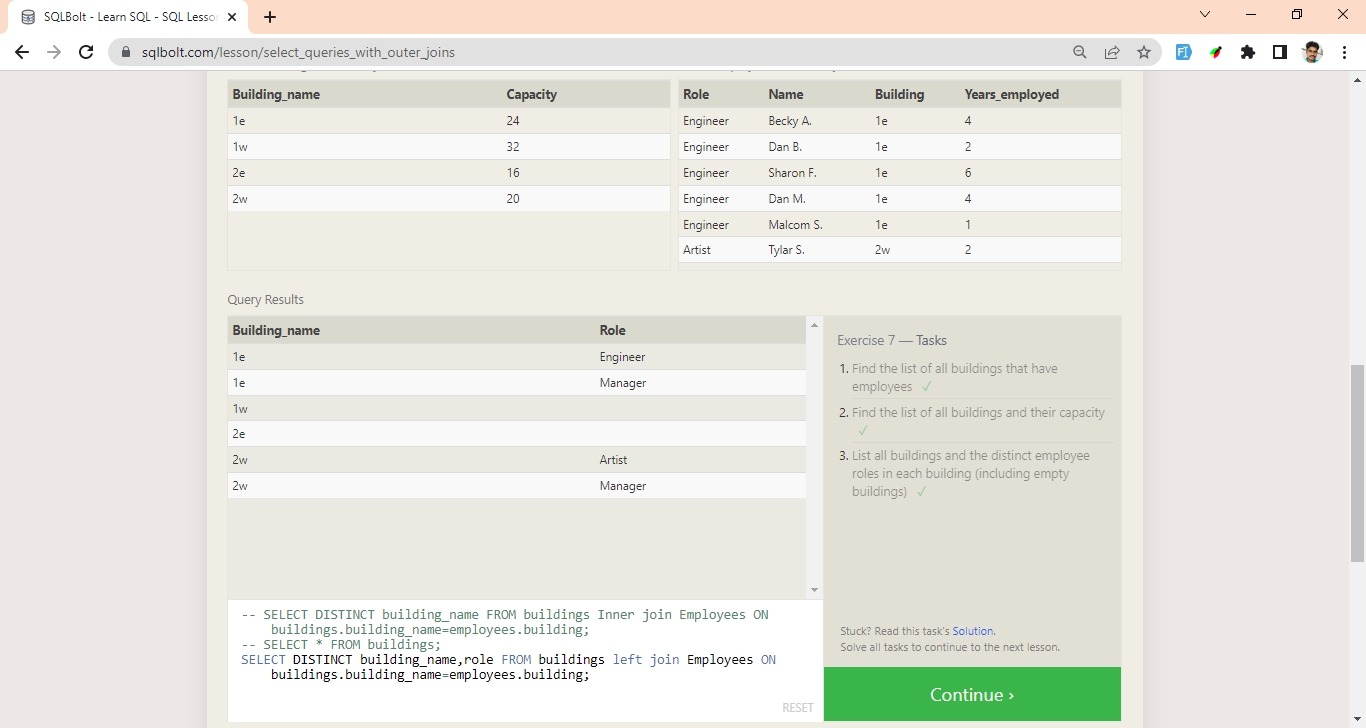 SQLBolt - Learn SQL - SQL Lesso
sqlbolt.com/lesson/select_queries_with_outer_joins
Building_name Capacity
1e 24
1w 32
2e 16
2w 20
Role Name Building Years_employed
Engineer Becky A. 1e 4
Engineer Dan B. 1e 2
Engineer Sharon F. 1e 6
Engineer Dan M. 1e 4
Engineer Malcom S. 1e 1
Artist Tylar S. 2w 2
Query Results
Building_name Role
1e Engineer
1e Manager
1w
2e
2w Artist
2w Manager
-- SELECT DISTINCT building_name FROM buildings Inner join Employees ON
buildings.building_name=employees.building;
-- SELECT * FROM buildings;
SELECT DISTINCT building_name,role FROM buildings left join Employees ON
buildings.building_name=employees.building;
RESET
Exercise 7 — Tasks
1. Find the list of all buildings that have
employees ✓
2. Find the list of all buildings and their capacity
✓
3. List all buildings and the distinct employee
roles in each building (including empty
buildings) ✓
Stuck? Read this task's Solution.
Solve all tasks to continue to the next lesson.
Continue ›